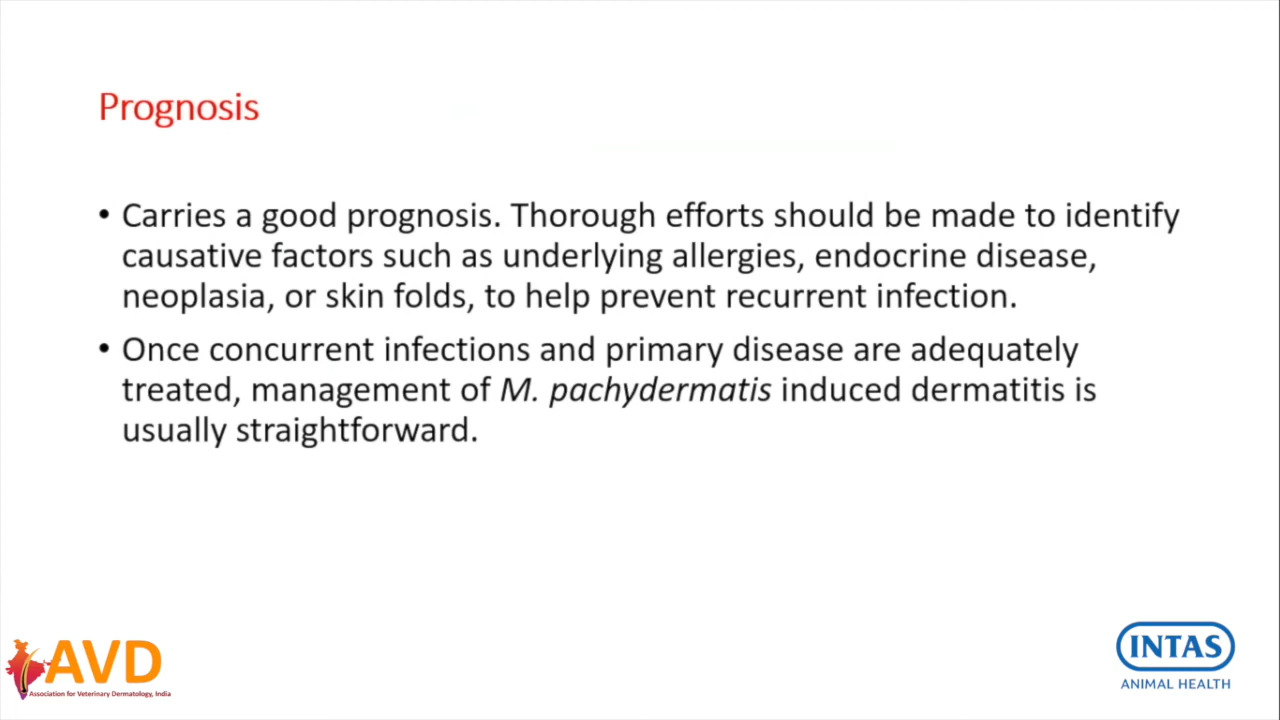 Prognosis
• Carries a good prognosis. Thorough efforts should be made to identify
causative factors such as underlying allergies, endocrine disease,
neoplasia, or skin folds, to help prevent recurrent infection.
• Once concurrent infections and primary disease are adequately
treated, management of M. pachydermatis induced dermatitis is
usually straightforward.
AVD
Association for Veterinary Dermatology, India
INTAS
ANIMAL HEALTH